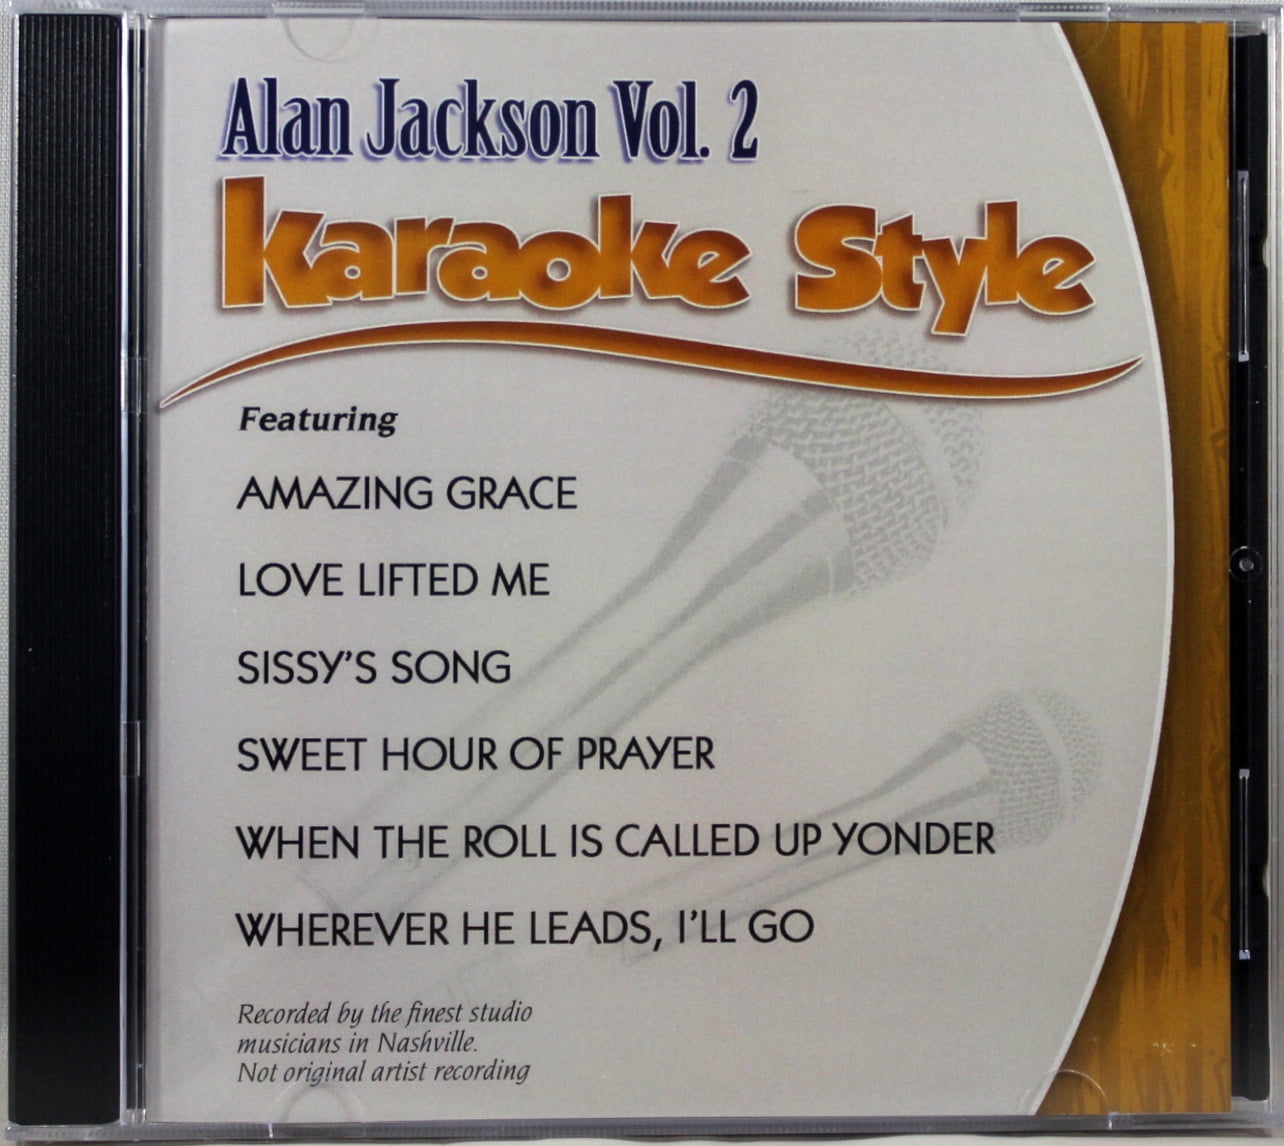 Alan Jackson Vol. 2
Karaoke Style
Featuring
AMAZING GRACE
LOVE LIFTED ME
SISSY'S SONG
SWEET HOUR OF PRAYER
WHEN THE ROLL IS CALLED UP YONDER
WHEREVER HE LEADS, I'LL GO
Recorded by the finest studio
musicians in Nashville.
Not original artist recording